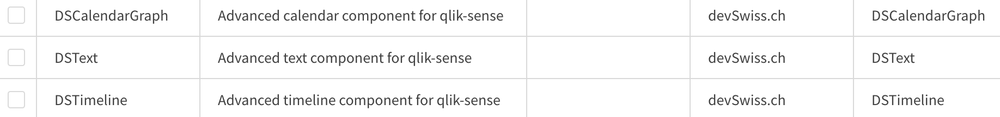 DSCalendarGraph Advanced calendar component for qlik-sense devSwiss.ch DSCalendarGraph
DSText Advanced text component for qlik-sense devSwiss.ch DSText
DSTimeline Advanced timeline component for qlik-sense devSwiss.ch DSTimeline